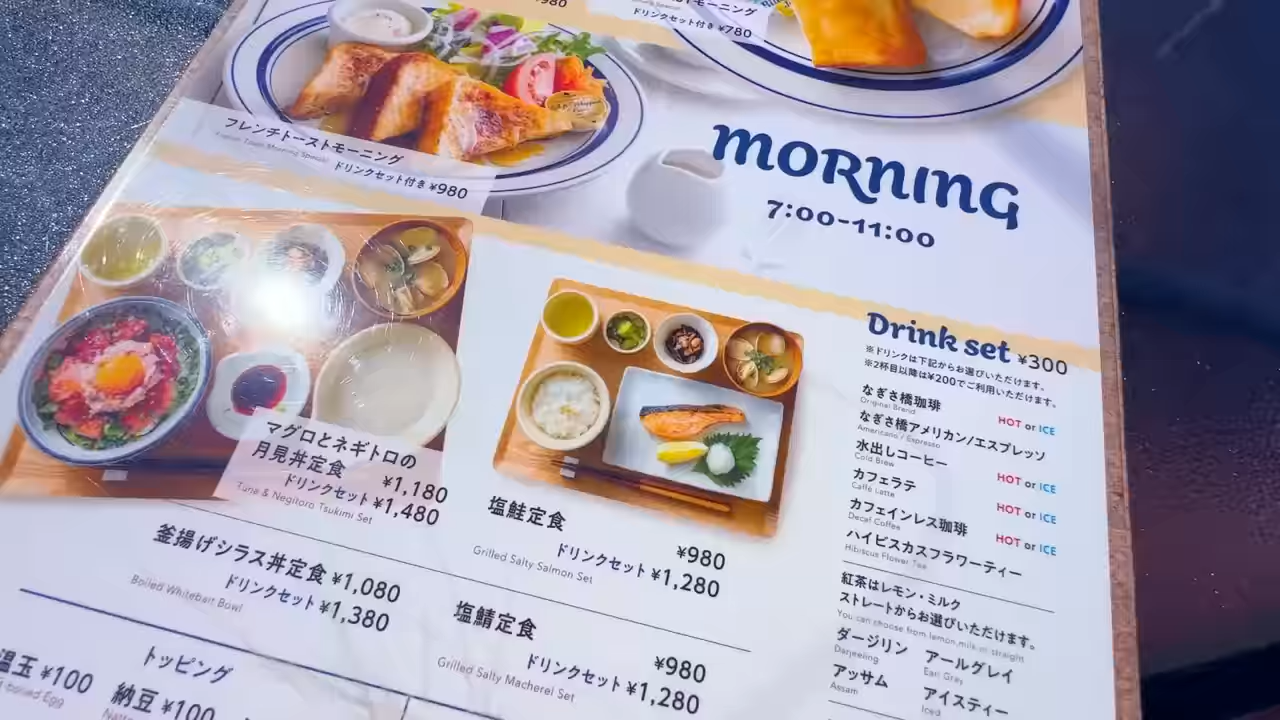 ¥980
モーニング
ドリンクセット付き ¥780
フレンチトーストモーニング
French Toast Morning Special
ドリンクセット付き ¥980
MORNING
7:00-11:00
マグロとネギトロの
月見丼定食 ¥1,180
ドリンクセット ¥1,480
Tuna & Negitoro Tsukimi Set
釜揚げシラス丼定食 ¥1,080
ドリンクセット ¥1,380
Boiled Whitebait Bowl
トッピング
温玉 ¥100
納豆 ¥100
塩鮭定食
¥980
Grilled Salty Salmon Set
ドリンクセット ¥1,280
塩鯖定食
¥980
Grilled Salty Macherel Set
ドリンクセット ¥1,280
Drink set ¥300
※ドリンクは下記からお選びいただけます。
※2杯目以降は¥200でご利用いただけます。
なぎさ橋珈琲 HOT or ICE
Original Brend
なぎさ橋アメリカン/エスプレッソ
Americano / Espresso
水出しコーヒー
Cold Brew
HOT or ICE
カフェラテ
Caffé Latte
HOT or ICE
カフェインレス珈琲
Decaf Coffee
HOT or ICE
ハイビスカスフラワーティー
Hibiscus Flower Tea
紅茶はレモン・ミルク
ストレートからお選びいただけます。
You can choose from lemon,milk or straight
ダージリン アールグレイ
Darjeeling Earl Grey
アッサム アイスティー
Assam Iced